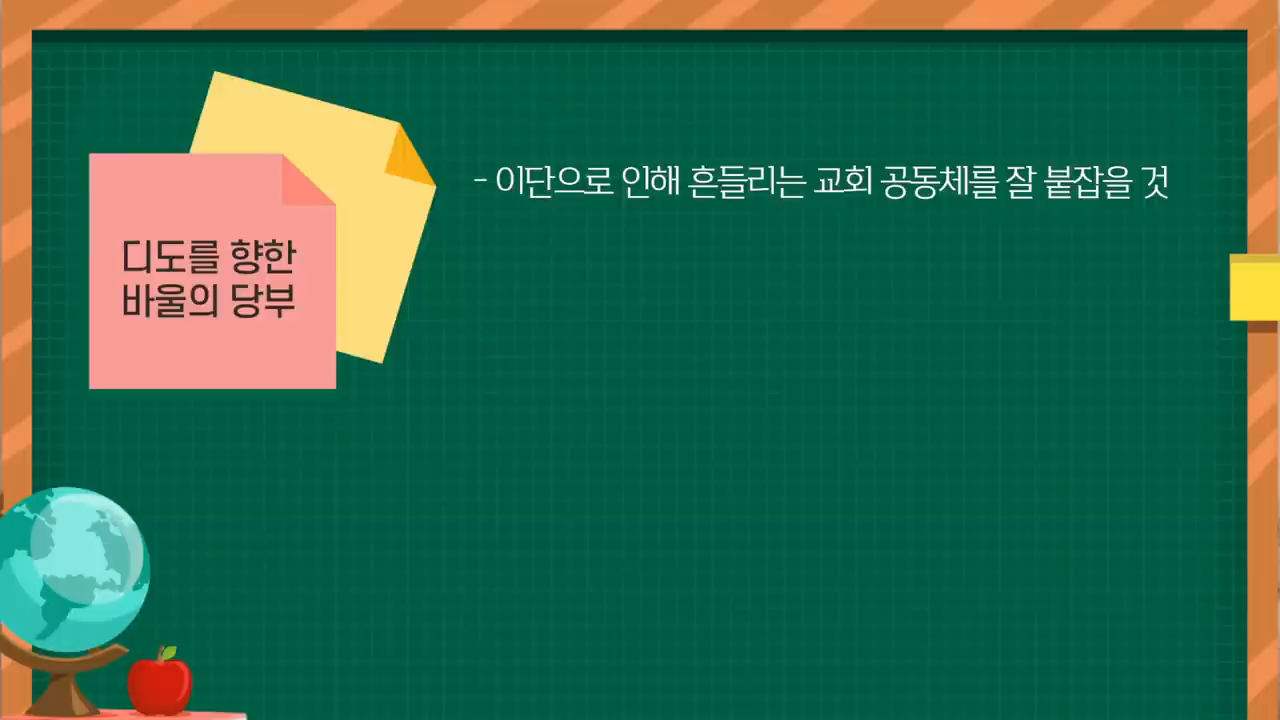 디도를 향한
바울의 당부
- 이단으로 인해 흔들리는 교회 공동체를 잘 붙잡을 것